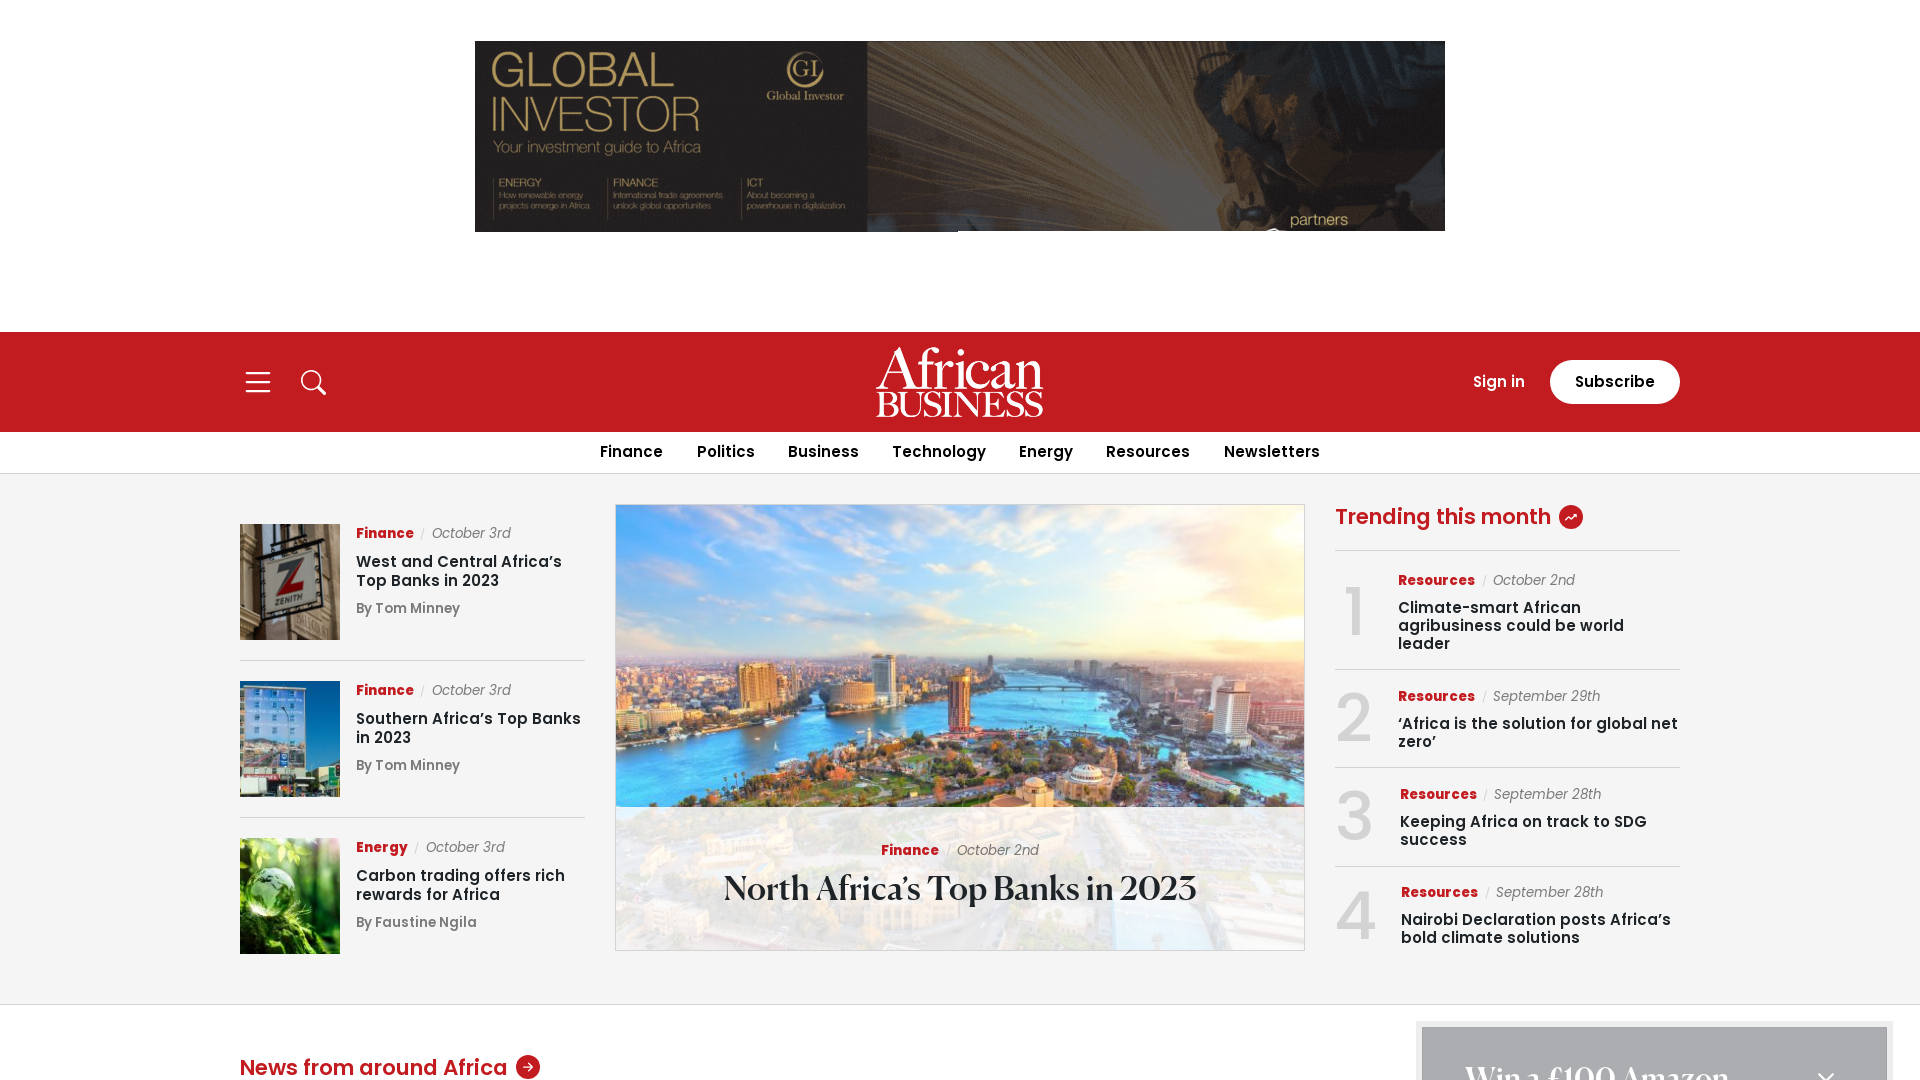 GLOBAL
INVESTOR
Your investment guide to Africa
GI
Global Investor
ENERGY
How renewable energy
projects emerge in Africa
FINANCE
International trade agreements
unlock global opportunities
ICT
About becoming a
powerhouse in digitalization
partners
African
BUSINESS
Sign in
Subscribe
Finance
Politics
Business
Technology
Energy
Resources
Newsletters
Z
ZENITH
Finance / October 3rd
West and Central Africa’s
Top Banks in 2023
By Tom Minney
Finance / October 3rd
Southern Africa’s Top Banks
in 2023
By Tom Minney
Energy / October 3rd
Carbon trading offers rich
rewards for Africa
By Faustine Ngila
Finance / October 2nd
North Africa’s Top Banks in 2023
Trending this month
1
Resources / October 2nd
Climate-smart African
agribusiness could be world
leader
2
Resources / September 29th
‘Africa is the solution for global net
zero’
3
Resources / September 28th
Keeping Africa on track to SDG
success
4
Resources / September 28th
Nairobi Declaration posts Africa’s
bold climate solutions
News from around Africa
Win a £100 Amazon